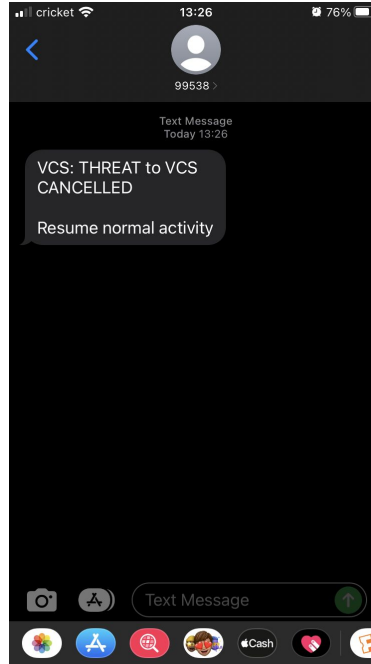 cricket 13:26 76%
99538 >
Text Message
Today 13:26
VCS: THREAT to VCS
CANCELLED
Resume normal activity
Text Message
Cash